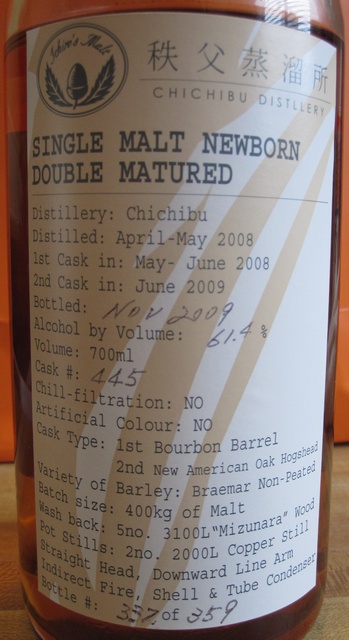 Ichiro's Malt
秩父蒸溜所
CHICHIBU DISTLLERY
SINGLE MALT NEWBORN
DOUBLE MATURED
Distillery: Chichibu
Distilled: April-May 2008
1st Cask in: May- June 2008
2nd Cask in: June 2009
Bottled: NOV 2009
Alcohol by Volume: 61.4 %
Volume: 700ml
Cask #: 445
Chill-filtration: NO
Artificial Colour: NO
Cask Type: 1st Bourbon Barrel
2nd New American Oak Hogshead
Variety of Barley: Braemar Non-Peated
Batch size: 400kg of Malt
Wash back: 5no. 3100L"Mizunara" Wood
Pot Stills: 2no. 2000L Copper Still
Straight Head, Downward Line Arm
Indirect Fire, Shell & Tube Condenser
Bottle #: 337 of 359